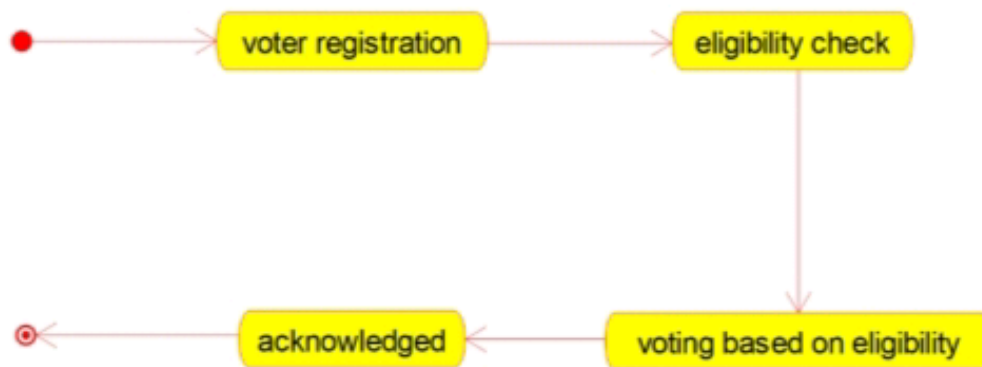 voter registration
eligibility check
voting based on eligibility
acknowledged